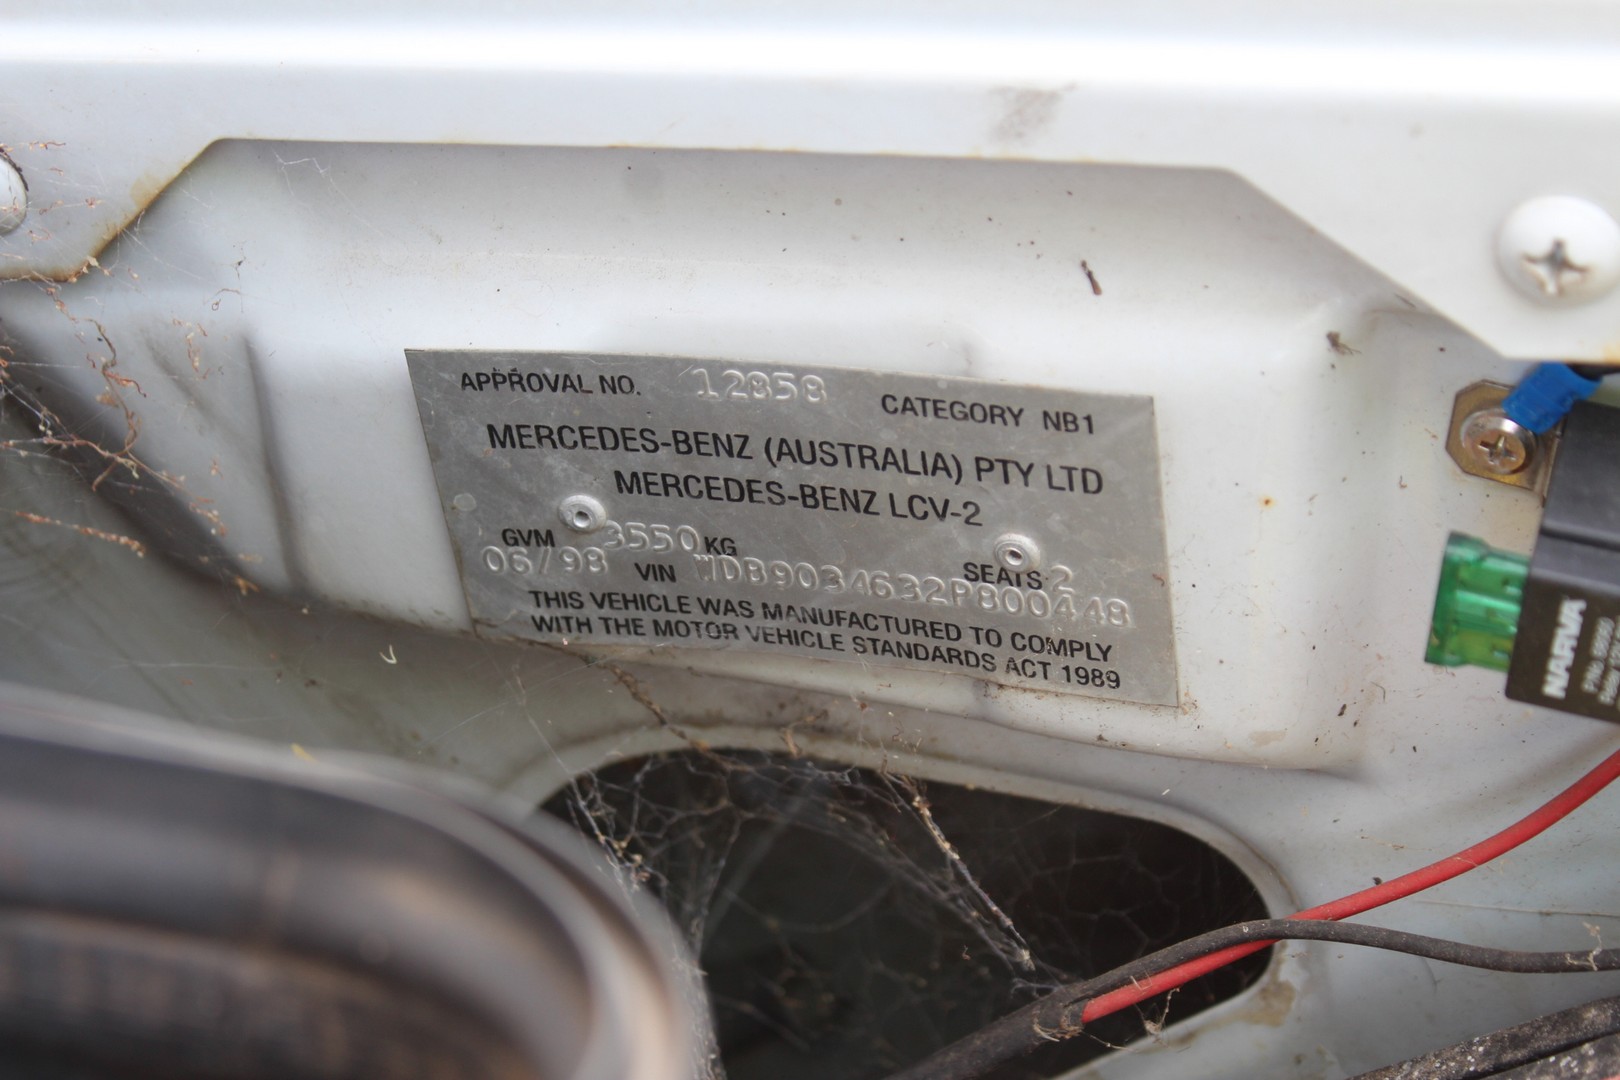 APPROVAL NO. 12858 CATEGORY NB1
MERCEDES-BENZ (AUSTRALIA) PTY LTD
MERCEDES-BENZ LCV-2
GVM 3550 KG SEATS 2
06/98 VIN WDB9034632P800448
THIS VEHICLE WAS MANUFACTURED TO COMPLY
WITH THE MOTOR VEHICLE STANDARDS ACT 1989
NARVA